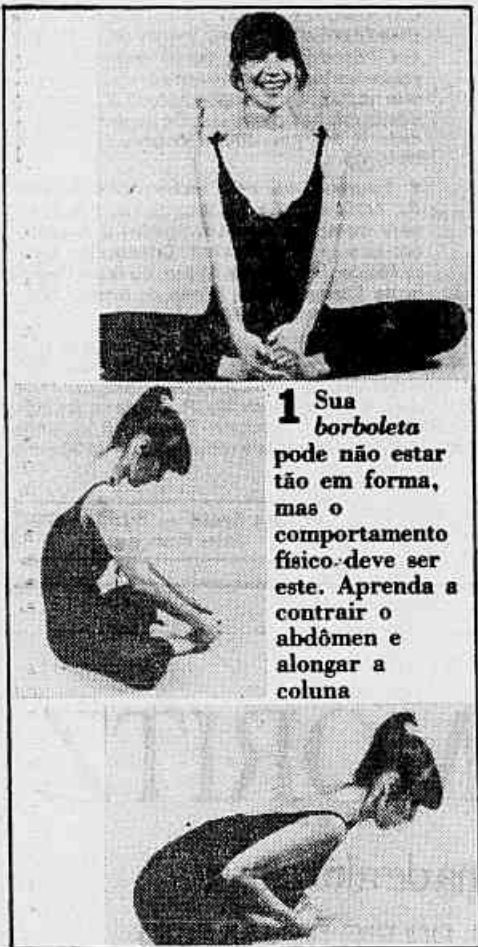 1 Sua
borboleta
pode não estar
tão em forma,
mas o
comportamento
físico deve ser
este. Aprenda a
contrair o
abdômen e
alongar a
coluna